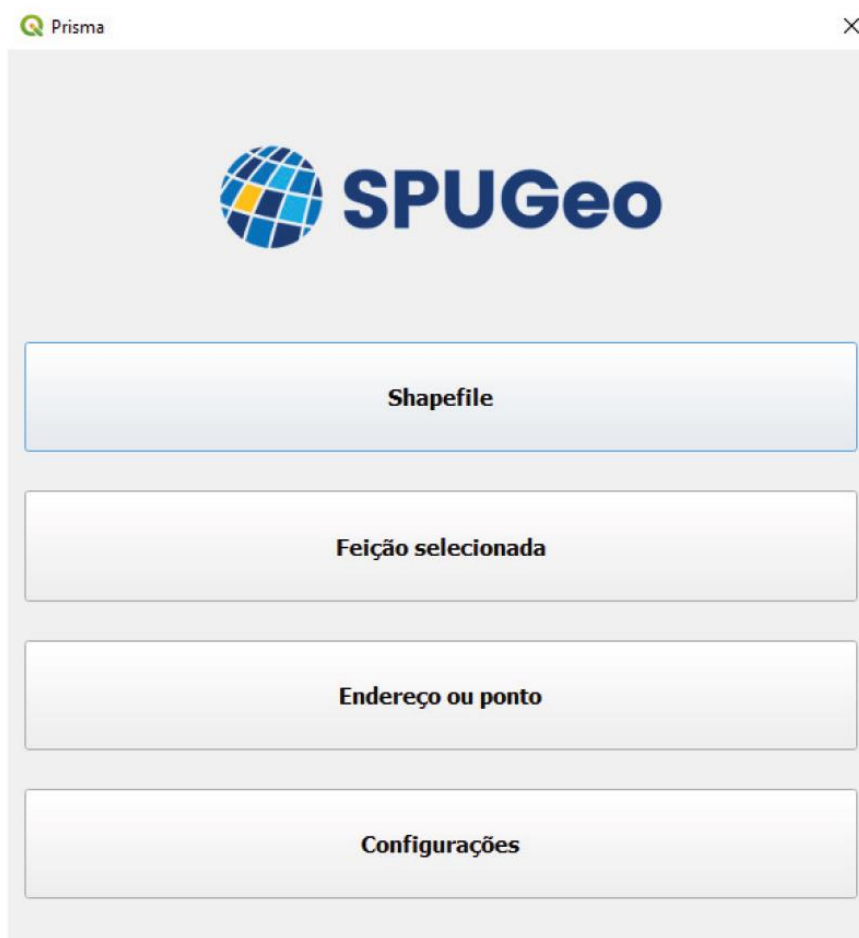 Prisma
SPUGeo
Shapefile
Feição selecionada
Endereço ou ponto
Configurações